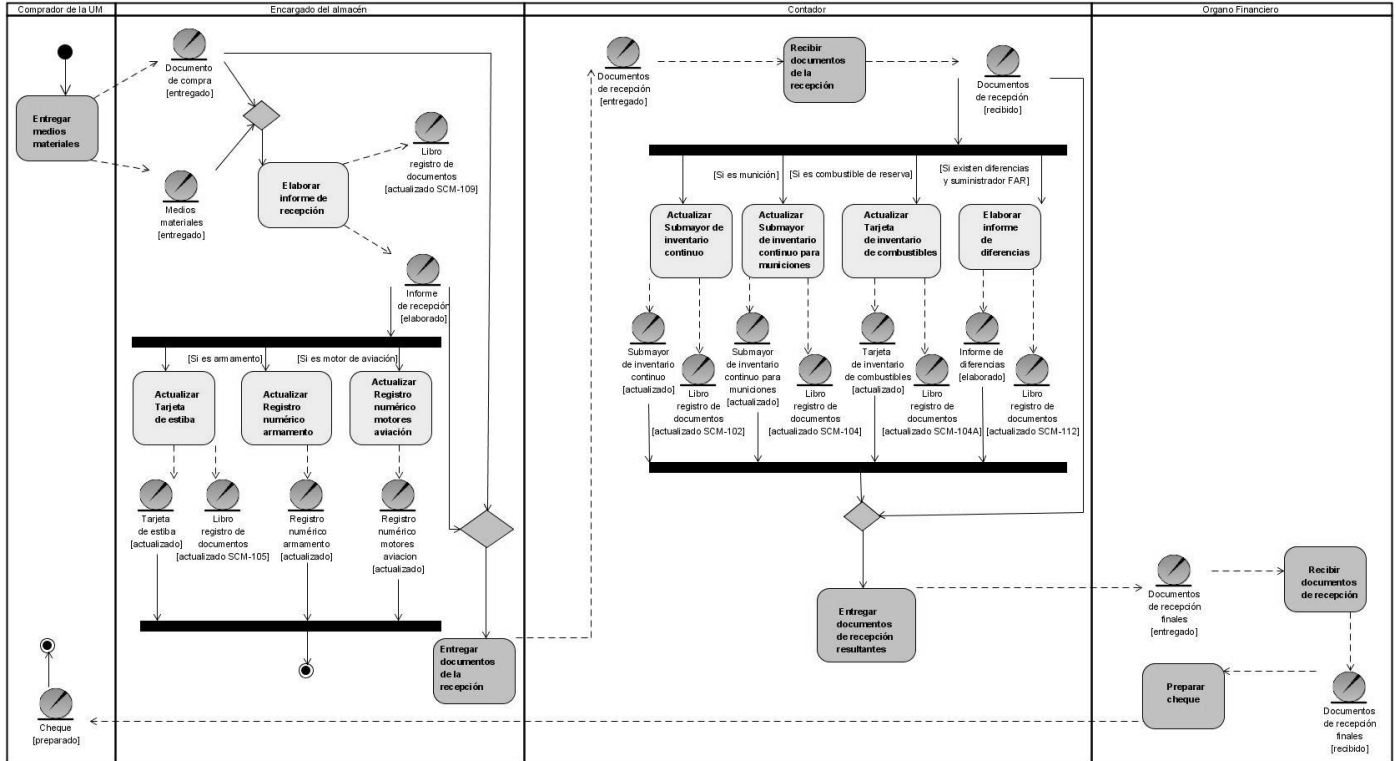 Comprador de la UM
Encargado del almacén
Contador
Organo Financiero
Entregar
medios
materiales
Documento
de compra
[entregado]
Medios
materiales
[entregado]
Elaborar
informe de
recepción
Libro
registro de
documentos
[actualizado SCM-109]
Informe
de recepción
[elaborado]
[Si es armamento]
[Si es motor de aviación]
Actualizar
Tarjeta
de estiba
Actualizar
Registro
numérico
armamento
Actualizar
Registro
numérico
motores
aviación
Tarjeta
de estiba
[actualizado]
Libro
registro de
documentos
[actualizado SCM-105]
Registro
numérico
armamento
[actualizado]
Registro
numérico
motores
aviacion
[actualizado]
Entregar
documentos
de la
recepción
Documentos
de recepción
[entregado]
Recibir
documentos
de la
recepción
Documentos
de recepción
[recibido]
[Si es munición]
[Si es combustible de reserva]
[Si existen diferencias
y suministrador FAR]
Actualizar
Submayor de
inventario
continuo
Actualizar
Submayor
de inventario
continuo para
municiones
Actualizar
Tarjeta
de inventario
de combustibles
Elaborar
informe
de
diferencias
Submayor
de inventario
continuo
[actualizado]
Libro
registro de
documentos
[actualizado SCM-102]
Submayor
de inventario
continuo para
municiones
[actualizado]
Libro
registro de
documentos
[actualizado SCM-104]
Tarjeta
de inventario
de combustibles
[actualizado]
Libro
registro de
documentos
[actualizado SCM-104A]
Informe de
diferencias
[elaborado]
Libro
registro de
documentos
[actualizado SCM-112]
Entregar
documentos
de recepción
resultantes
Documentos
de recepción
finales
[entregado]
Recibir
documentos
de recepción
Documentos
de recepción
finales
[recibido]
Preparar
cheque
Cheque
[preparado]